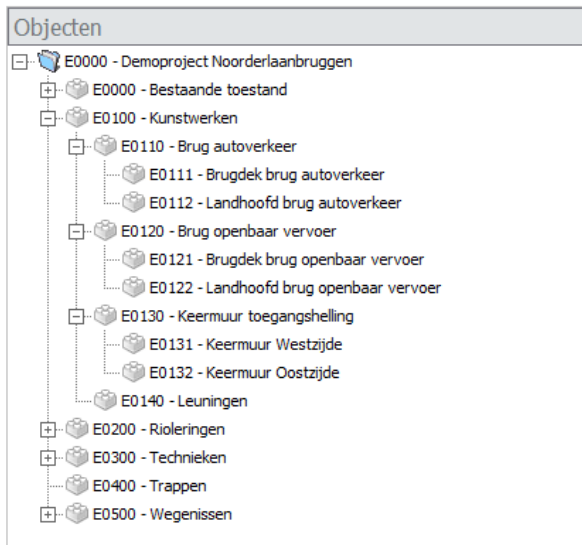 Objecten
E0000 - Demoproject Noorderlaanbruggen
E0000 - Bestaande toestand
E0100 - Kunstwerken
E0110 - Brug autoverkeer
E0111 - Brugdek brug autoverkeer
E0112 - Landhoofd brug autoverkeer
E0120 - Brug openbaar vervoer
E0121 - Brugdek brug openbaar vervoer
E0122 - Landhoofd brug openbaar vervoer
E0130 - Keermuur toegangshelling
E0131 - Keermuur Westzijde
E0132 - Keermuur Oostzijde
E0140 - Leuningen
E0200 - Rioleringen
E0300 - Technieken
E0400 - Trappen
E0500 - Wegenissen